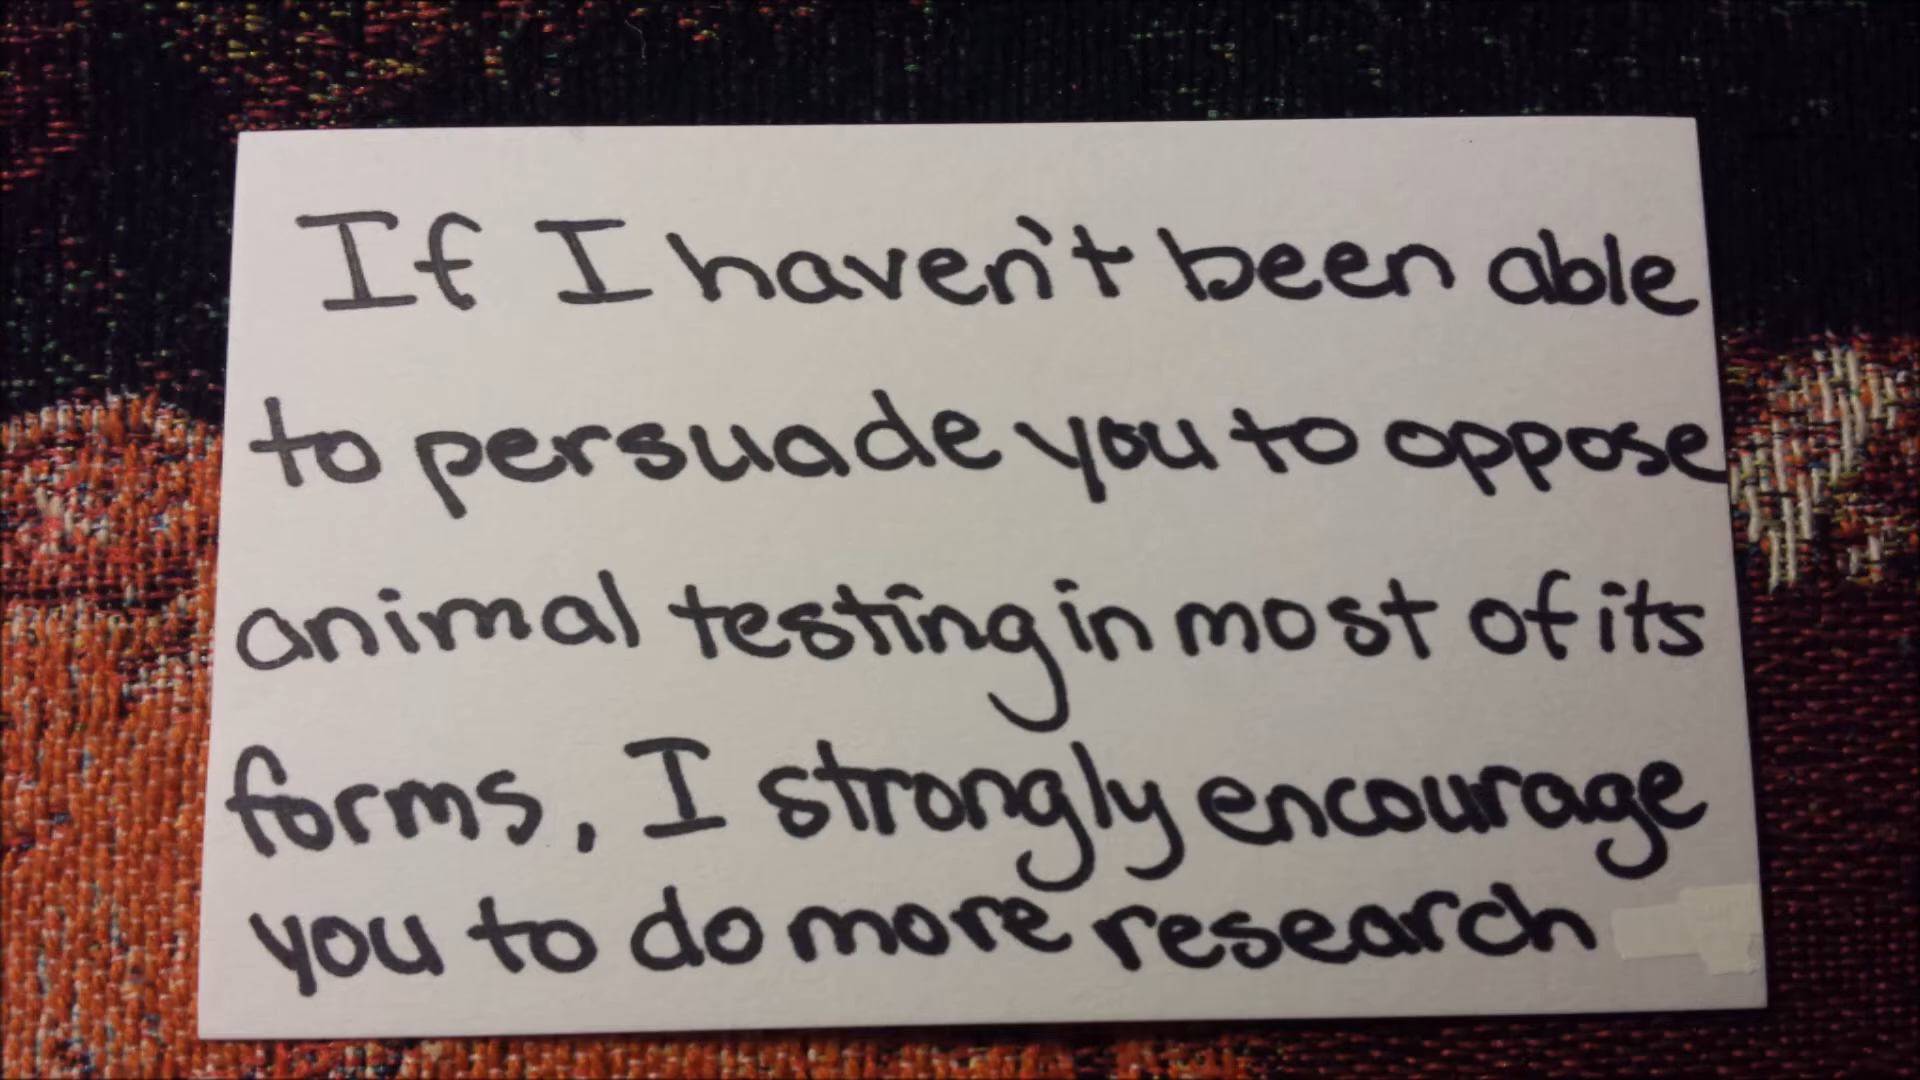 If I haven't been able
to persuade you to oppose
animal testing in most of its
forms, I strongly encourage
you to do more research